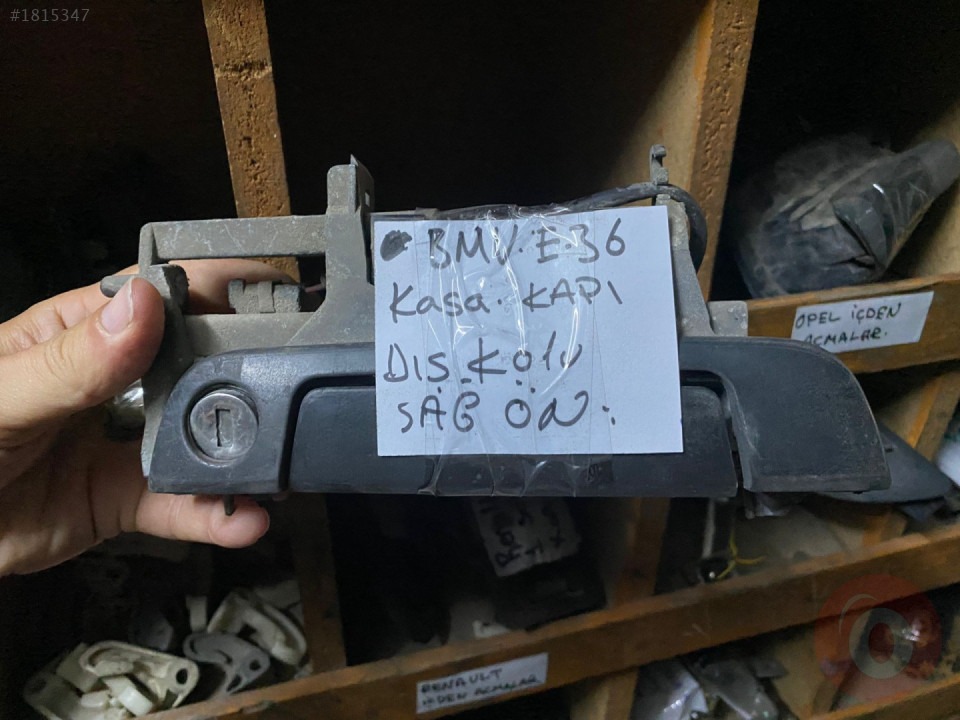 #1815347
BMW E36
Kasa. KAPI
DIŞ. KOLU
SAĞ ÖN.
OPEL İÇDEN
AÇMALAR.
RENAULT
İÇDEN AÇMALAR